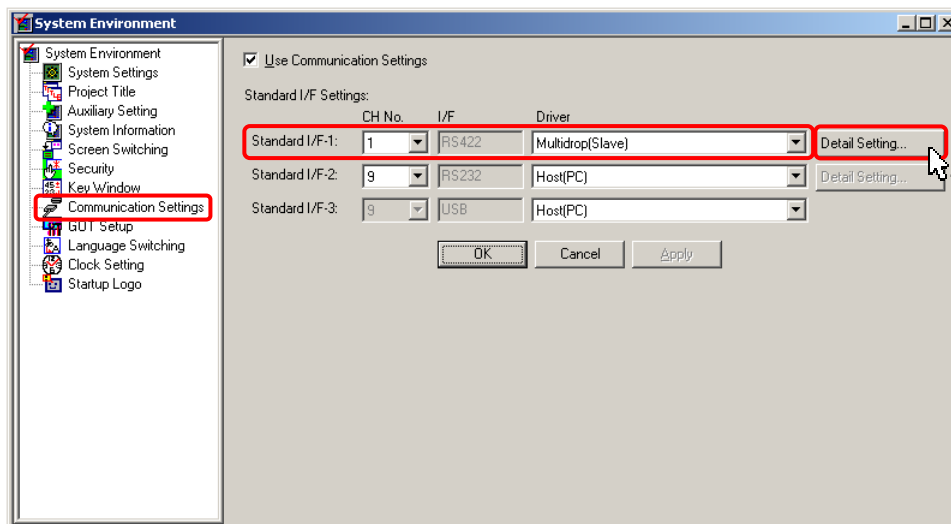 System Environment
System Environment
System Settings
Project Title
Auxiliary Setting
System Information
Screen Switching
Security
Key Window
Communication Settings
GOT Setup
Language Switching
Clock Setting
Startup Logo
Use Communication Settings
Standard I/F Settings:
CH No. I/F Driver
Standard I/F-1: 1 RS422 Multidrop(Slave) Detail Setting...
Standard I/F-2: 9 RS232 Host(PC) Detail Setting...
Standard I/F-3: 9 USB Host(PC)
OK Cancel Apply